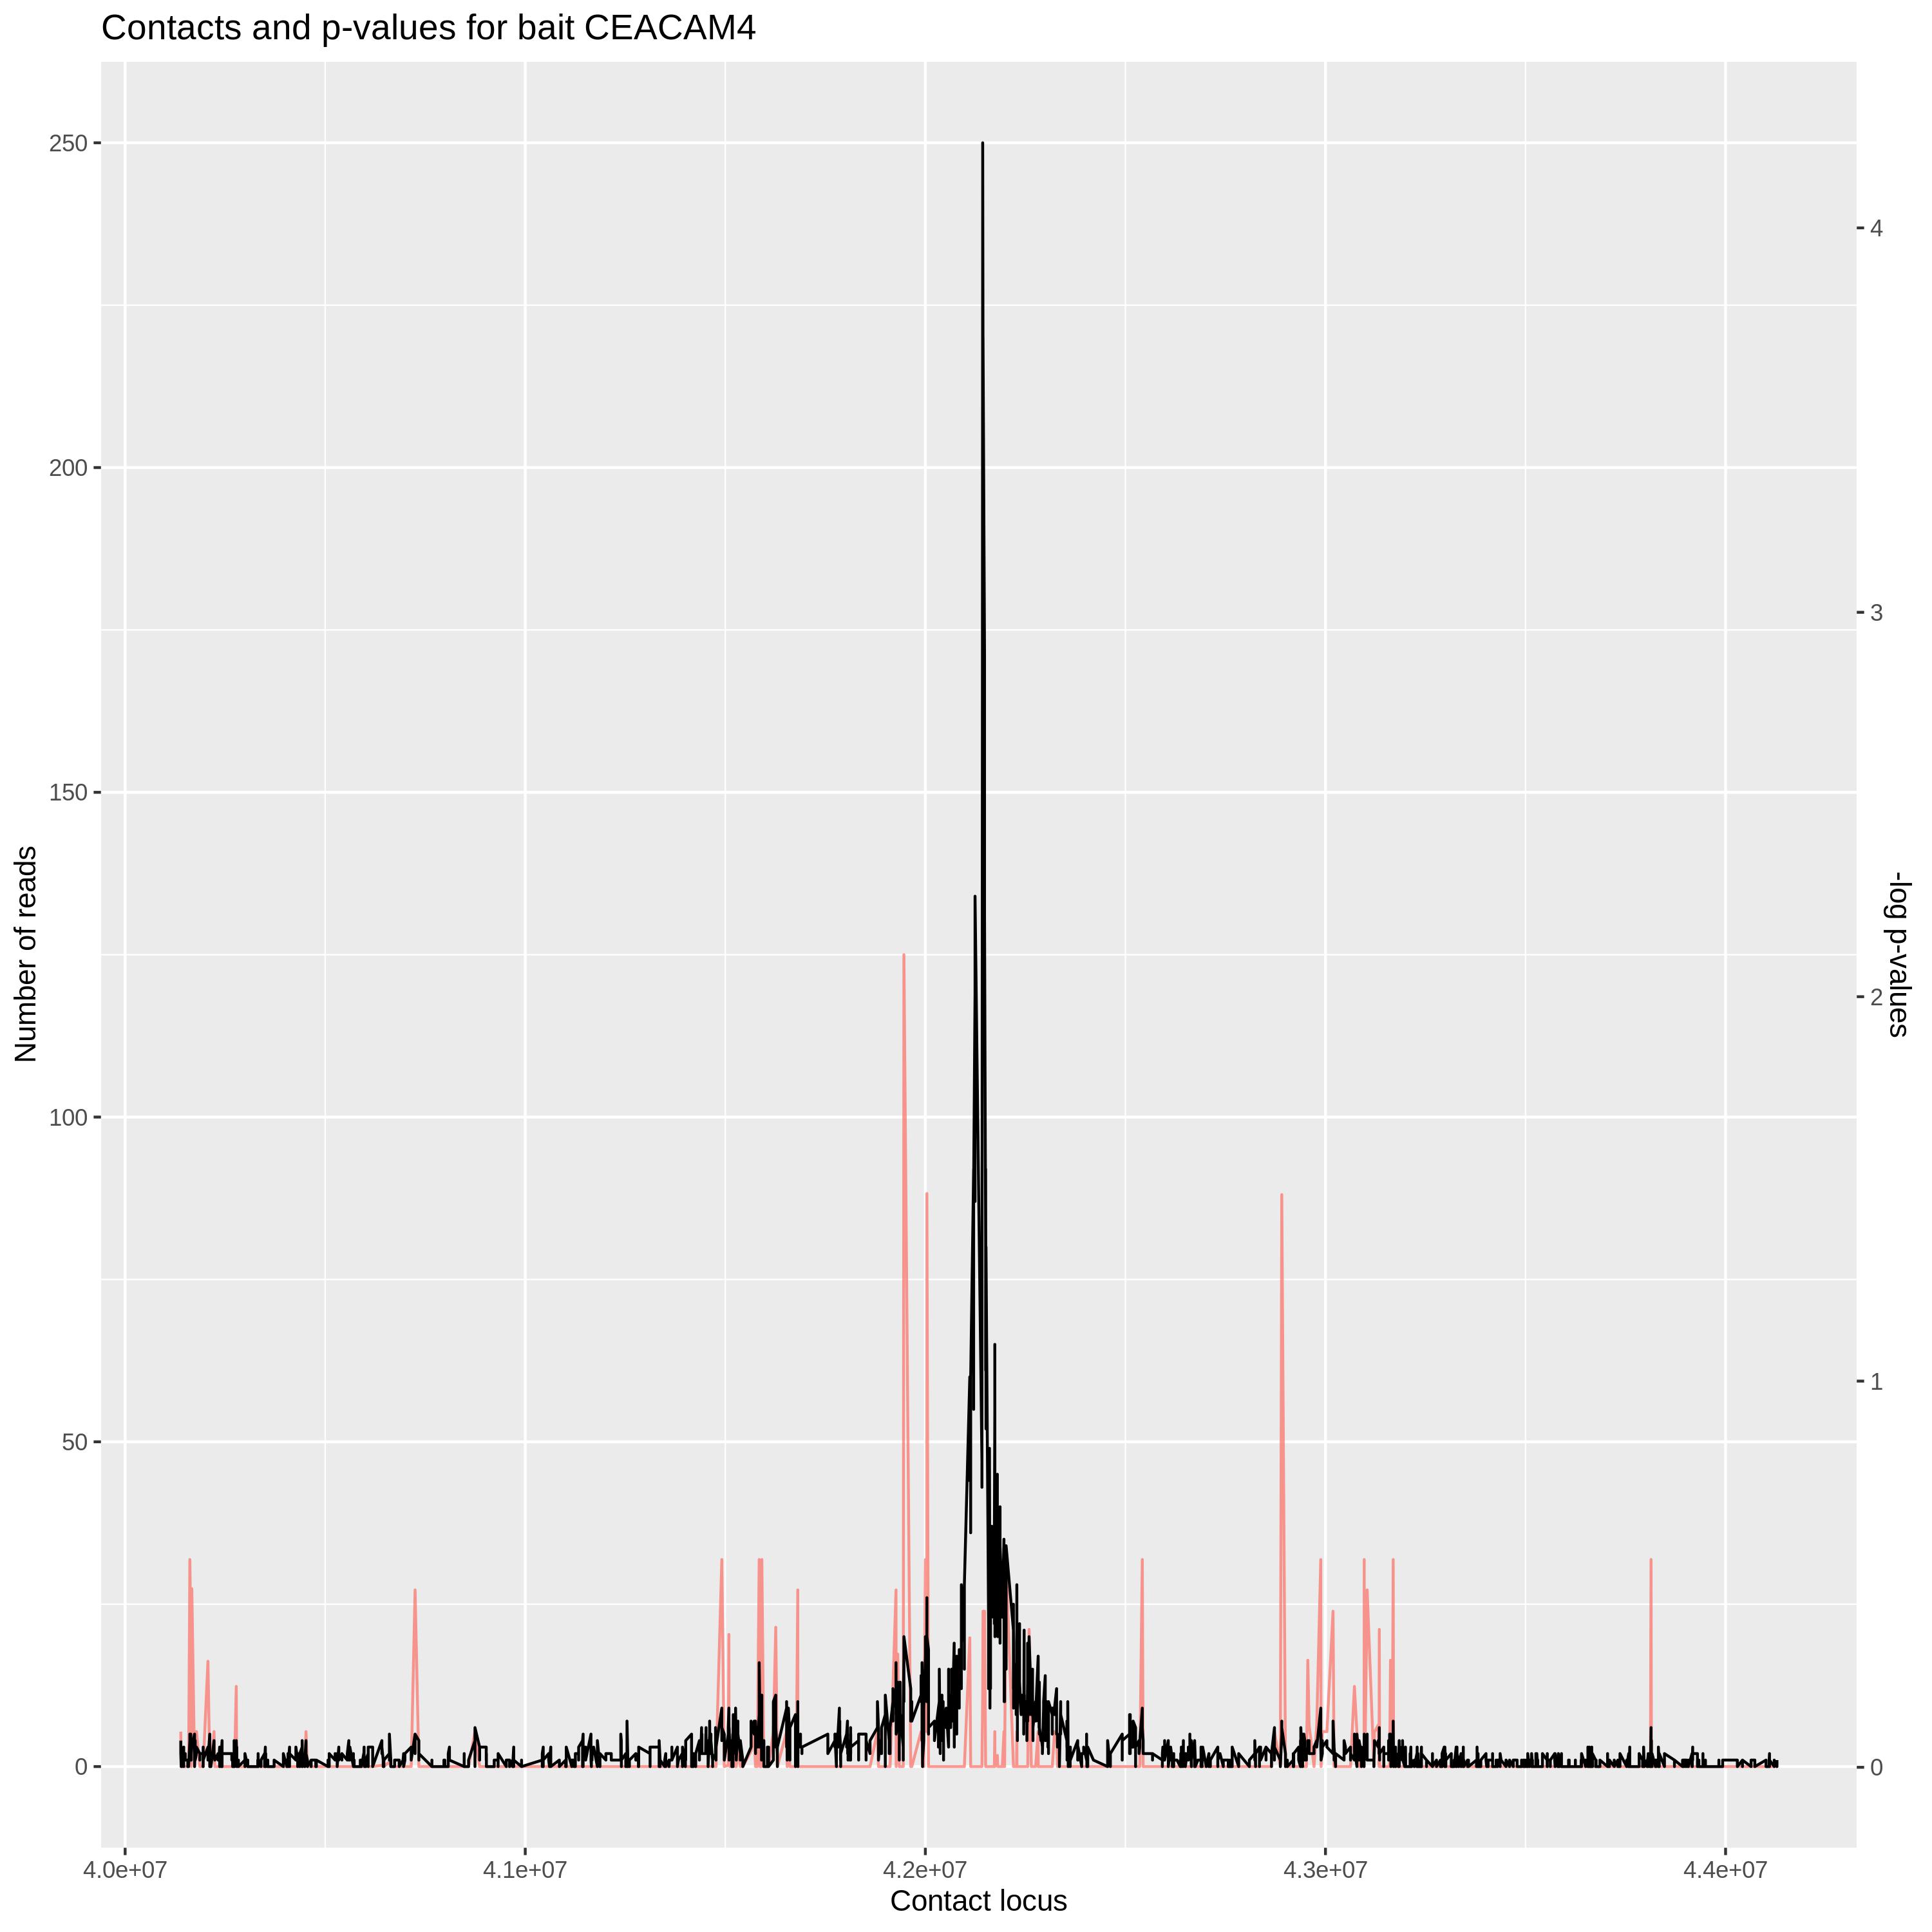 Contacts and p-values for bait CEACAM4
250
200
150
100
50
0
Number of reads
4
3
2
1
0
-log p-values
4.0e+07 4.1e+07 4.2e+07 4.3e+07 4.4e+07
Contact locus